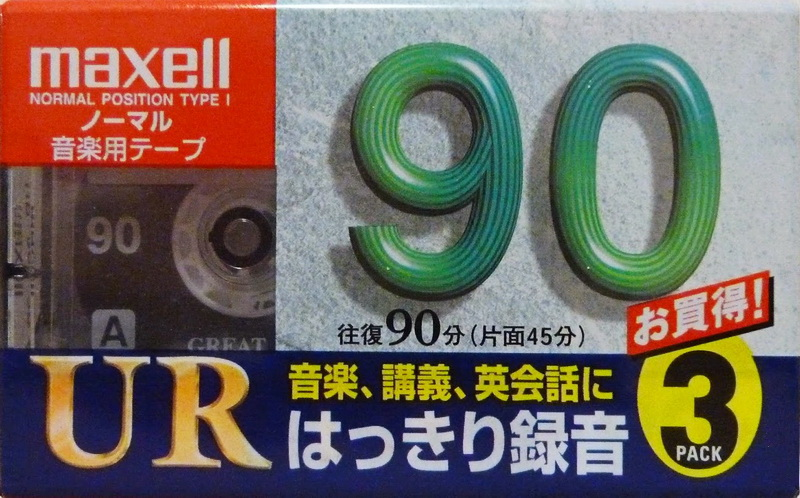 maxell
NORMAL POSITION TYPE I
ノーマル
音楽用テープ
90
90
A
GREAT
往復90分(片面45分)
お買得!
UR
音楽、講義、英会話に
はっきり録音
3
PACK